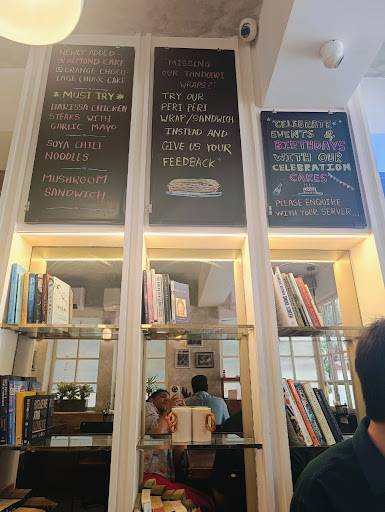 NEWLY ADDED
ALMOND CAKE
ORANGE CHOCO
LAVA CHUNK CAKE
* MUST TRY *
HARISSA CHICKEN
STEAKS WITH
GARLIC MAYO
SOYA CHILI
NOODLES
MUSHROOM
SANDWICH
MISSING
OUR TANDOORI
WRAPS?
TRY OUR
PERI PERI
WRAP/SANDWICH
INSTEAD AND
GIVE US YOUR
FEEDBACK
CELEBRATE
EVENTS &
BIRTHDAYS
WITH OUR
CELEBRATION
CAKES
PLEASE ENQUIRE
WITH YOUR SERVER...